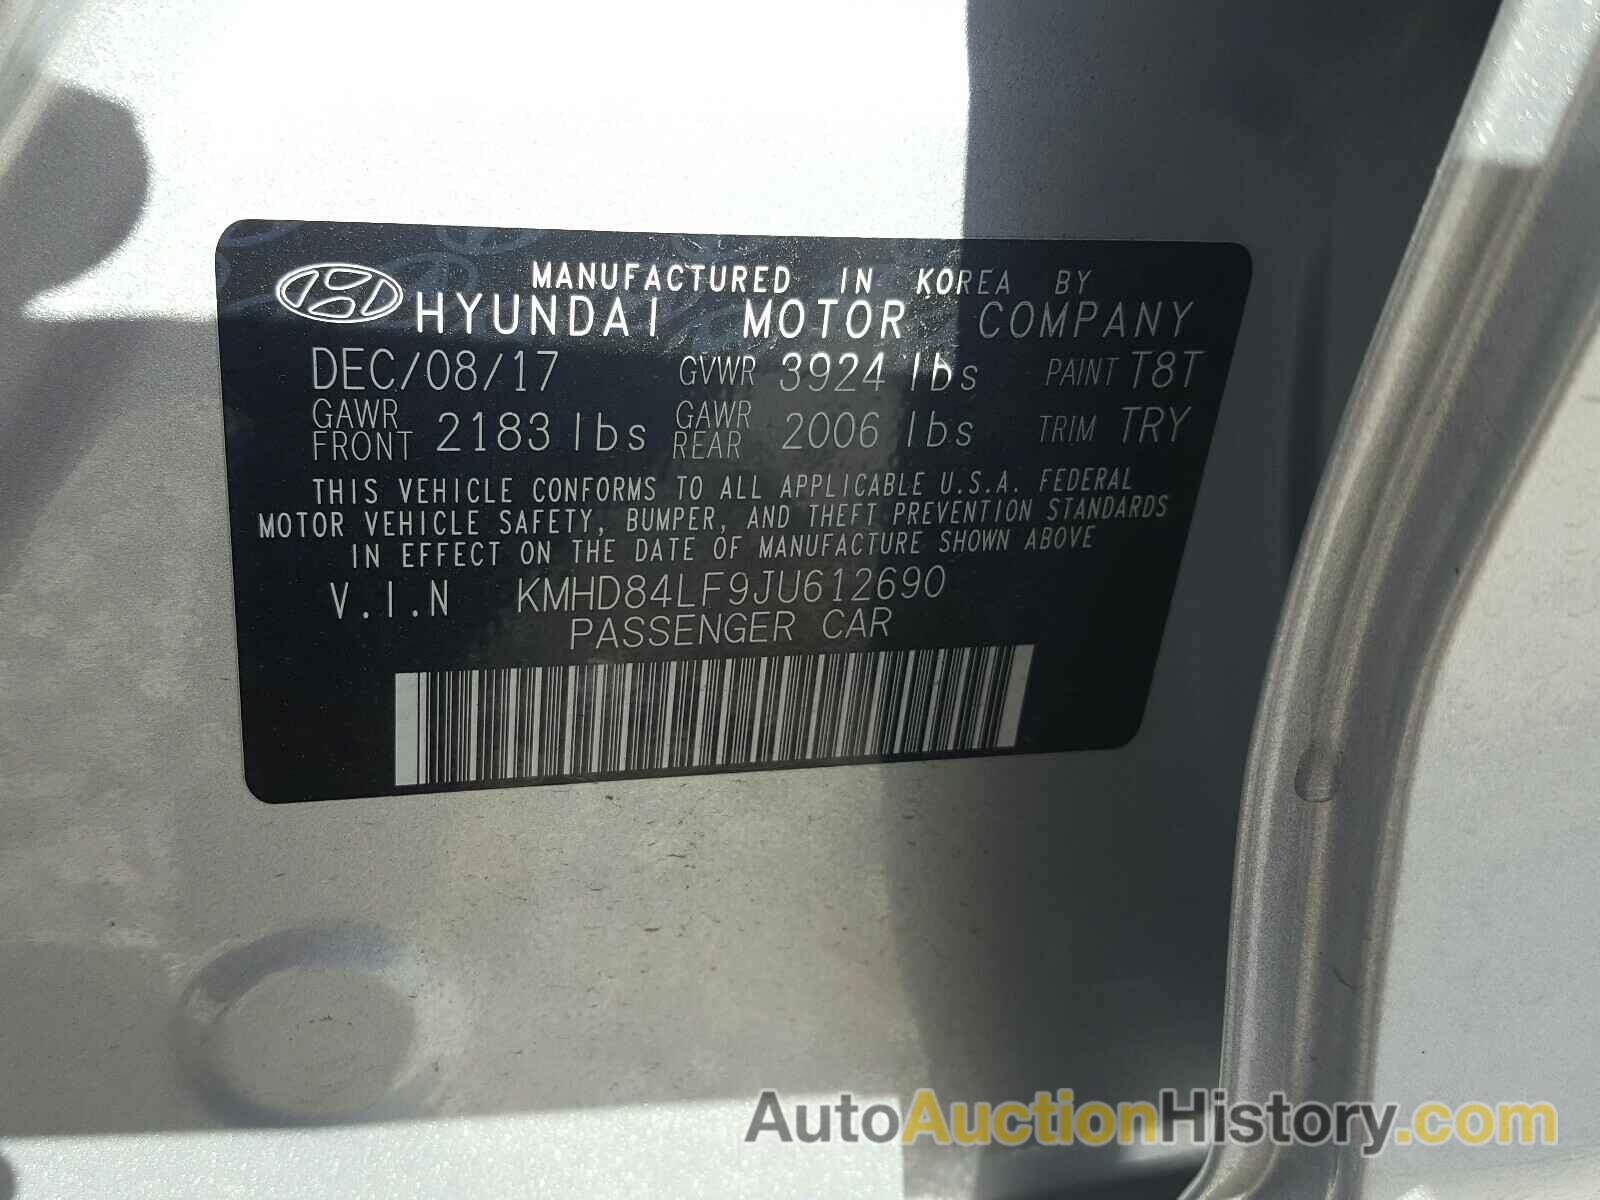 MANUFACTURED IN KOREA BY
HYUNDAI MOTOR COMPANY
DEC/08/17 GVWR 3924 lbs PAINT T8T
GAWR FRONT 2183 lbs GAWR REAR 2006 lbs TRIM TRY
THIS VEHICLE CONFORMS TO ALL APPLICABLE U.S.A. FEDERAL
MOTOR VEHICLE SAFETY, BUMPER, AND THEFT PREVENTION STANDARDS
IN EFFECT ON THE DATE OF MANUFACTURE SHOWN ABOVE
V.I.N KMHD84LF9JU612690
PASSENGER CAR
AutoAuctionHistory.com